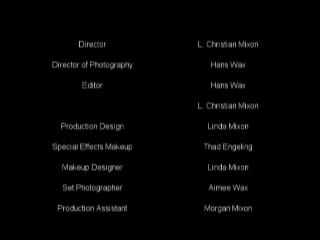 Director L. Christian Mixon
Director of Photography Hans Wax
Editor Hans Wax
L. Christian Mixon
Production Design Linda Mixon
Special Effects Makeup Thad Engeling
Makeup Designer Linda Mixon
Set Photographer Aimee Wax
Production Assistant Morgan Mixon